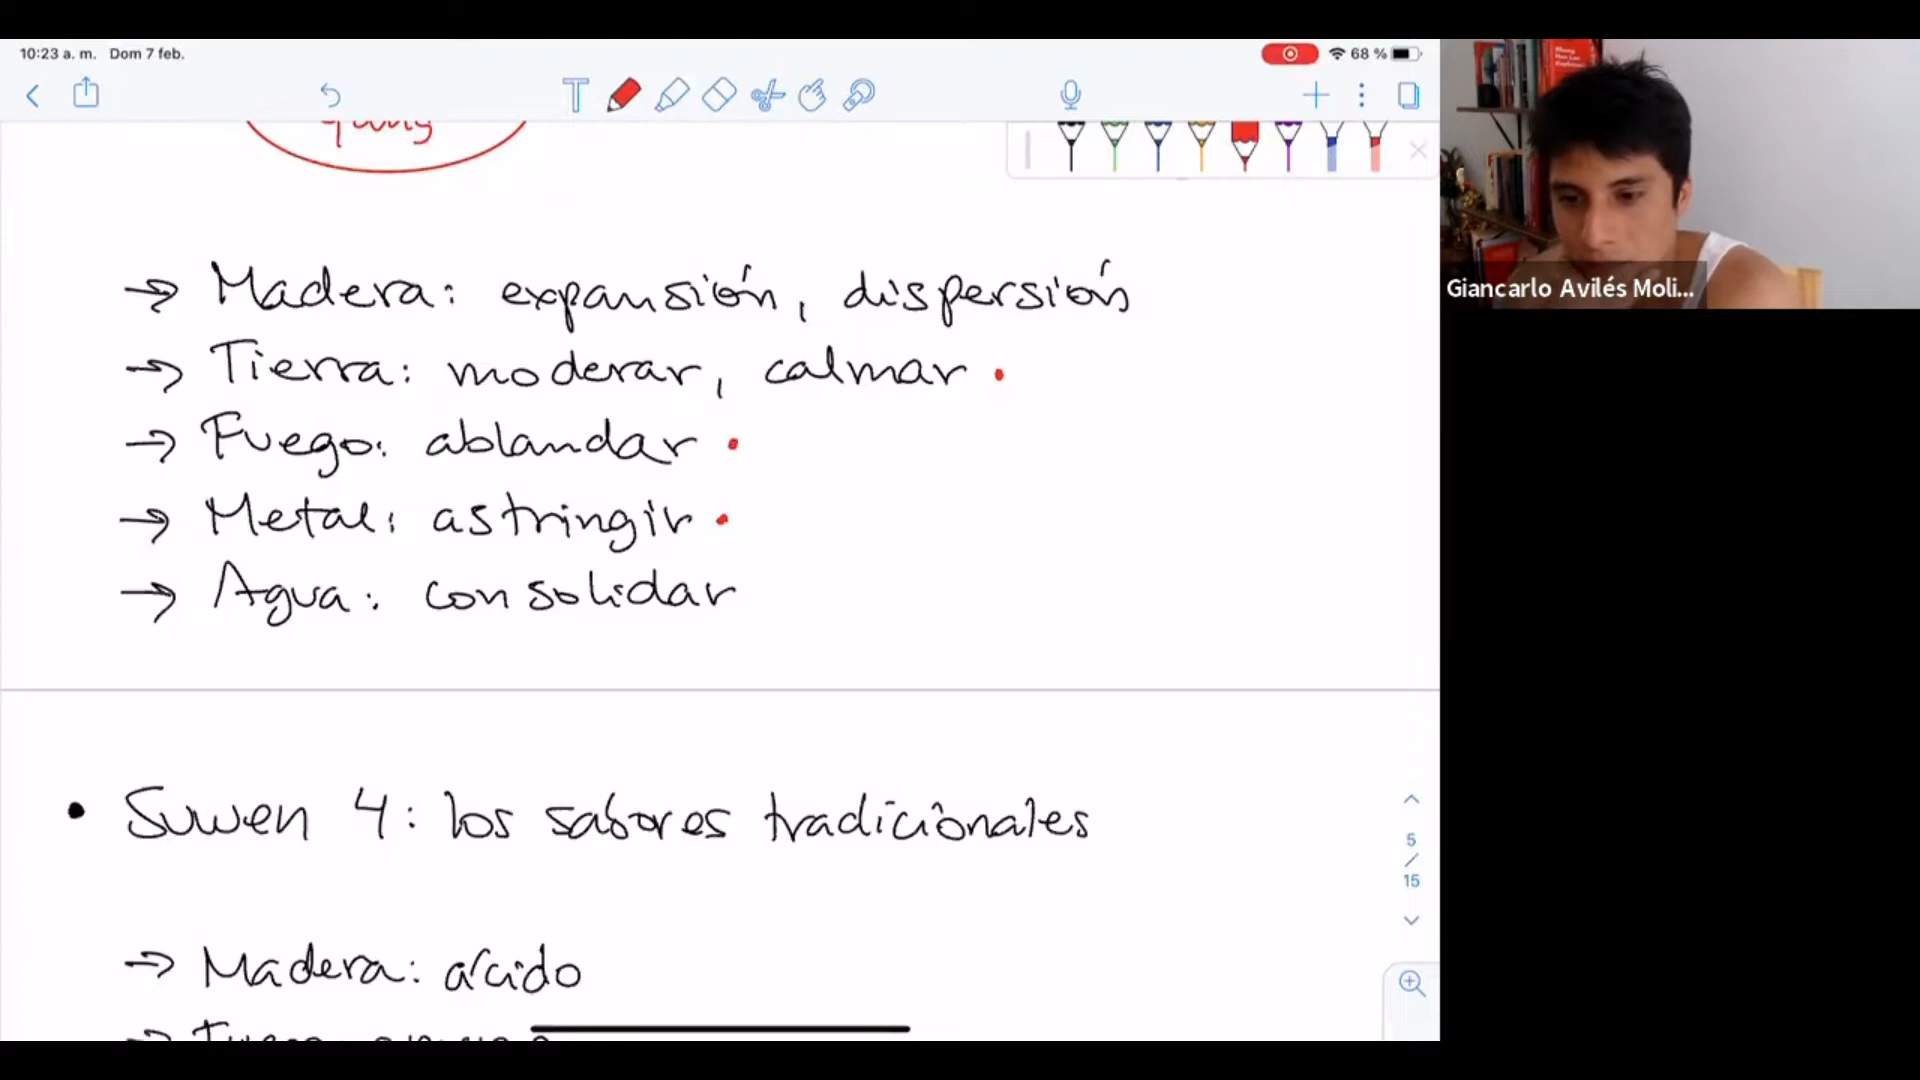 10:23 a. m. Dom 7 feb.
68 %
→ Madera: expansión, dispersión
→ Tierra: moderar, calmar
→ Fuego: ablandar
→ Metal: astringir
→ Agua: consolidar
• Suwen 4: los sabores tradicionales
→ Madera: ácido
5
/
15
Giancarlo Avilés Moli...